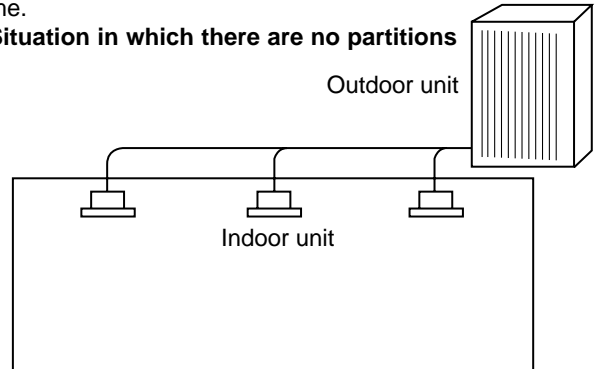 Situation in which there are no partitions
Outdoor unit
Indoor unit